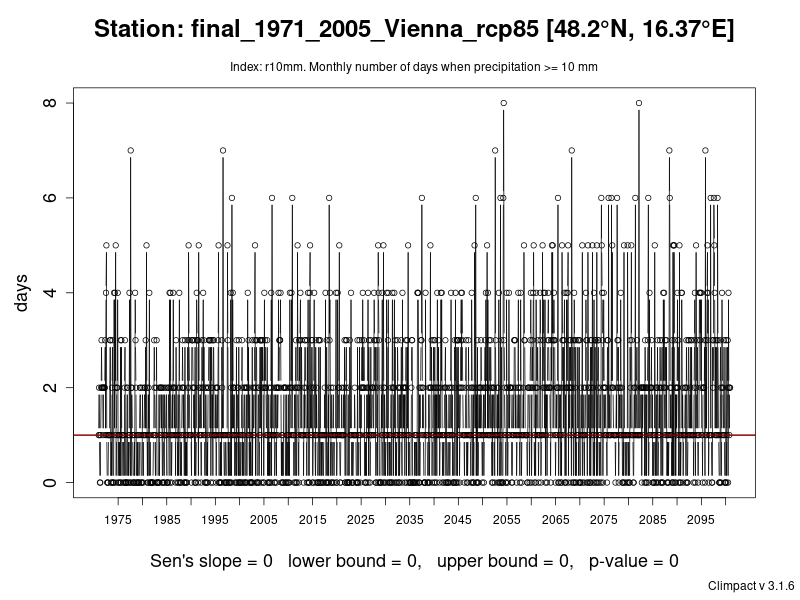 Station: final_1971_2005_Vienna_rcp85 [48.2°N, 16.37°E]
Index: r10mm. Monthly number of days when precipitation >= 10 mm
8
6
4
2
0
days
1975 1985 1995 2005 2015 2025 2035 2045 2055 2065 2075 2085 2095
Sen's slope = 0 lower bound = 0, upper bound = 0, p-value = 0
Climpact v 3.1.6